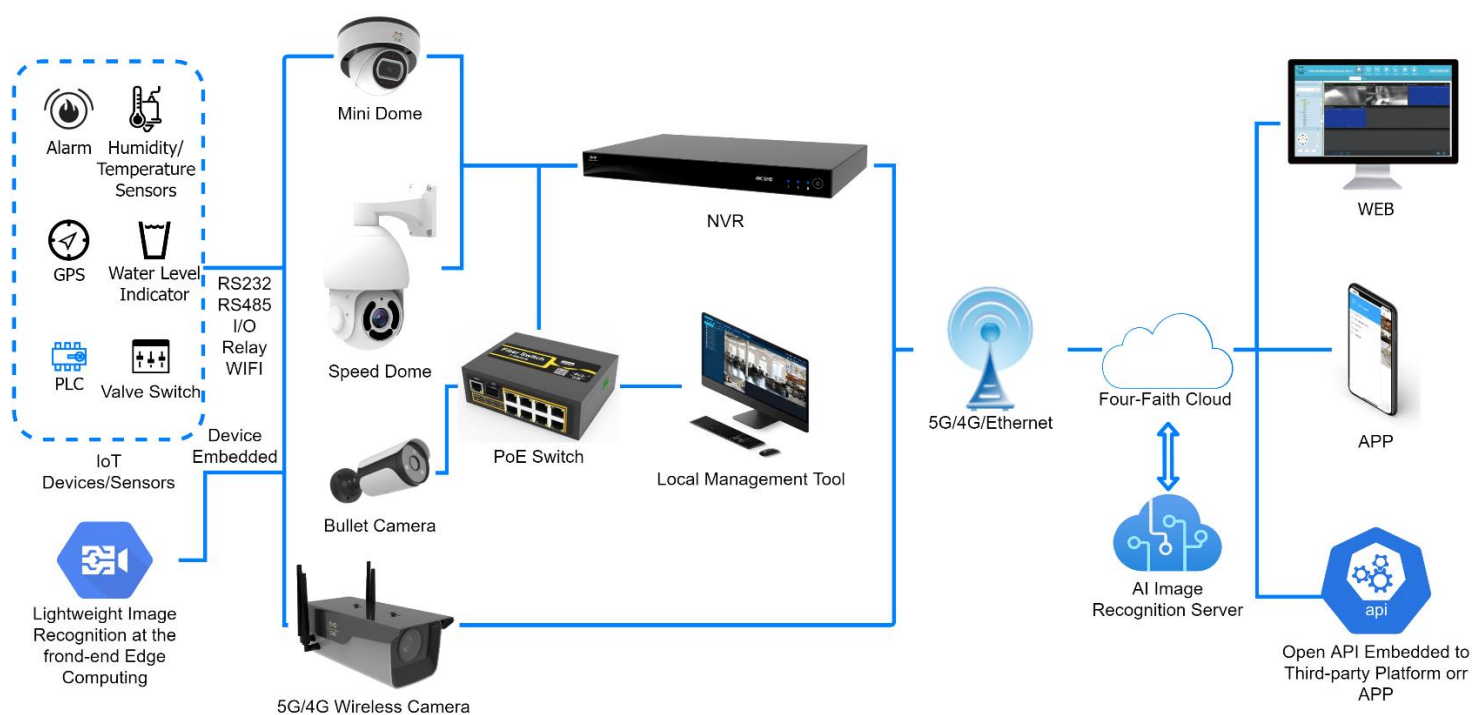 Alarm
Humidity/
Temperature
Sensors
GPS
Water Level
Indicator
PLC
Valve Switch
IoT
Devices/Sensors
RS232
RS485
I/O
Relay
WIFI
Device
Embedded
Lightweight Image
Recognition at the
frond-end Edge
Computing
Mini Dome
Speed Dome
Bullet Camera
5G/4G Wireless Camera
NVR
Fiber Switch
PoE Switch
Local Management Tool
5G/4G/Ethernet
Four-Faith Cloud
AI Image
Recognition Server
WEB
APP
api
Open API Embedded to
Third-party Platform orr
APP